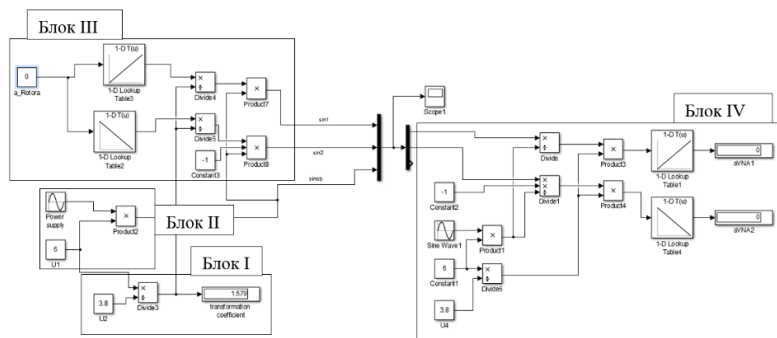 Блок III
0
a_Rotora
1-D T(u)
1-D Lookup
Table3
1-D T(u)
1-D Lookup
Table2
Divide4
Divide5
-1
Constant3
Product7
Product8
sin1
sin2
sinob
Scope1
Power
supply
6
U1
Product2
Блок II
Блок I
3.8
U2
Divide3
1.579
transformation
coefficient
Блок IV
-1
Constant2
Sine Wave1
6
Constant1
3.8
U4
Product1
Divide6
Divide
Divide1
Product3
Product4
1-D T(u)
1-D Lookup
Table1
1-D T(u)
1-D Lookup
Table4
0
aVNA1
0
aVNA2